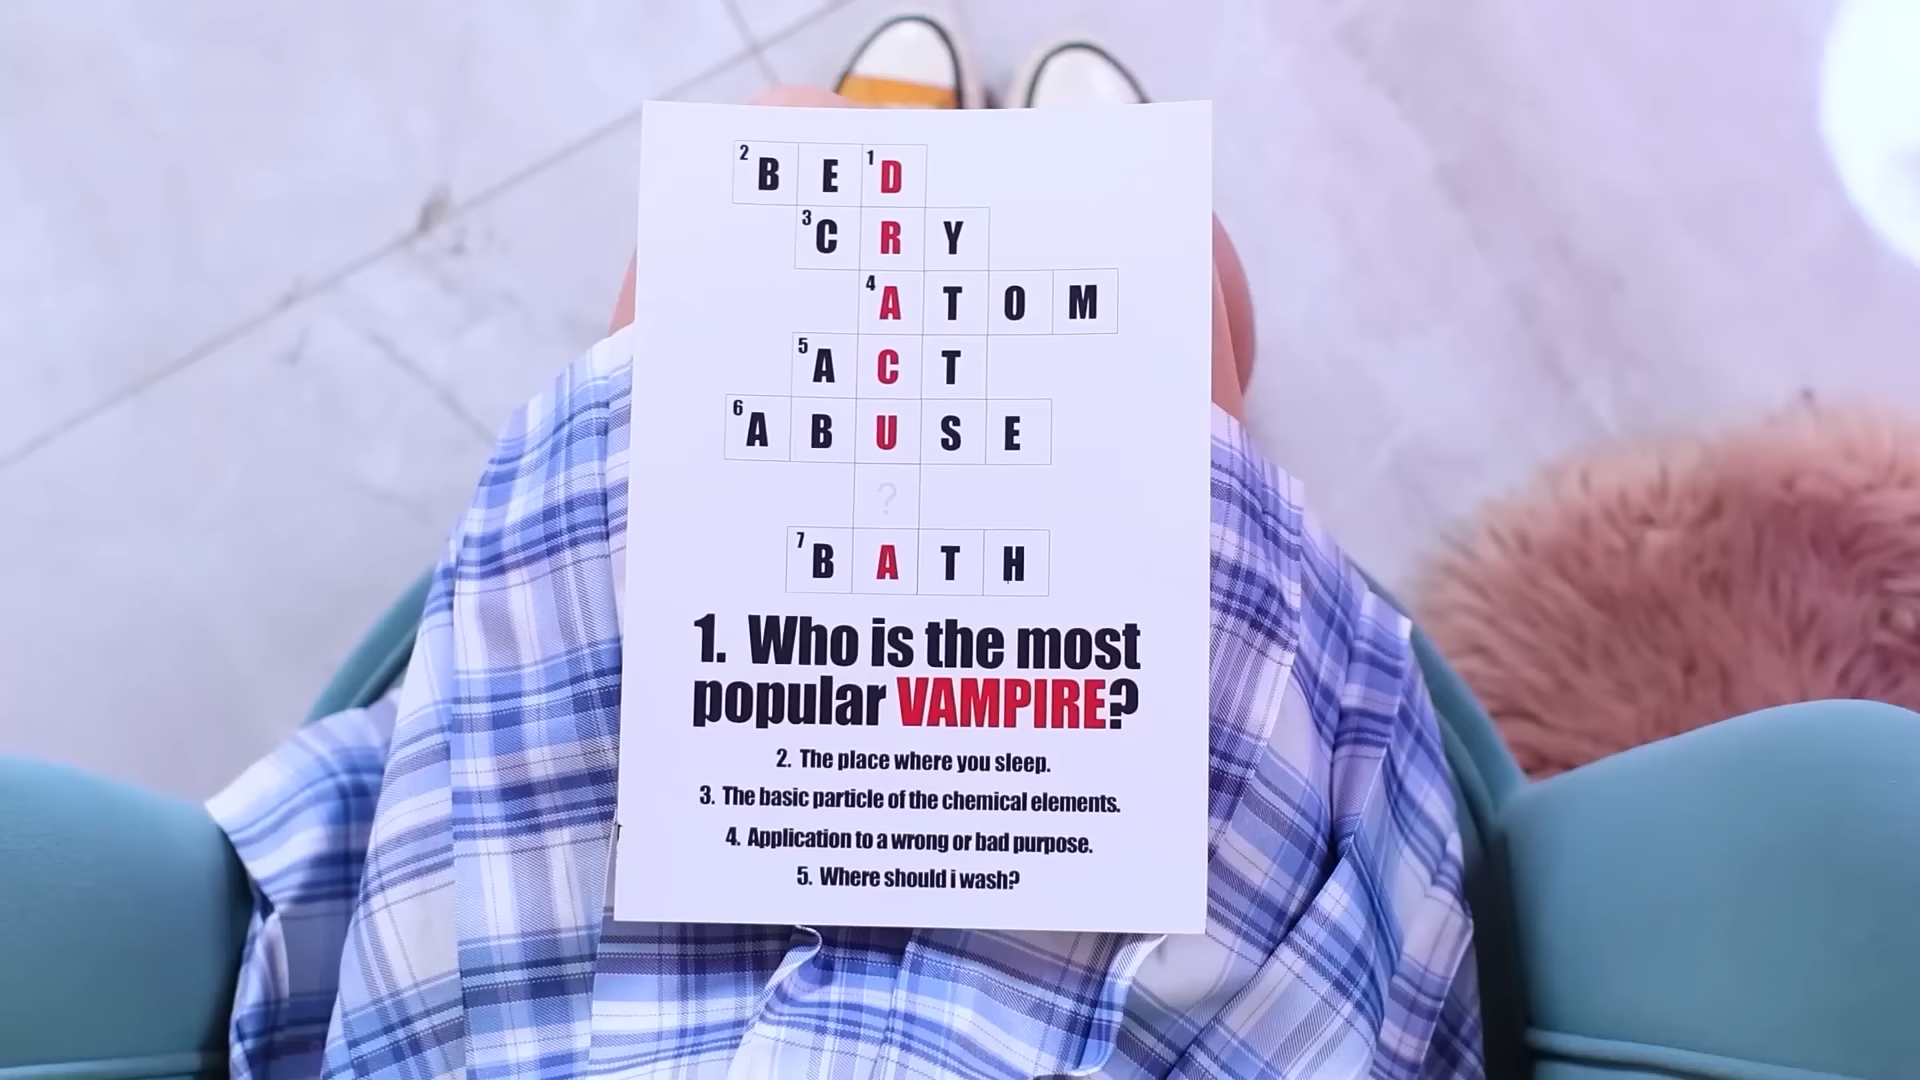 2 B E 1 D
3 C R Y
4 A T O M
5 A C T
6 A B U S E
?
7 B A T H
1. Who is the most
popular VAMPIRE?
2. The place where you sleep.
3. The basic particle of the chemical elements.
4. Application to a wrong or bad purpose.
5. Where should i wash?